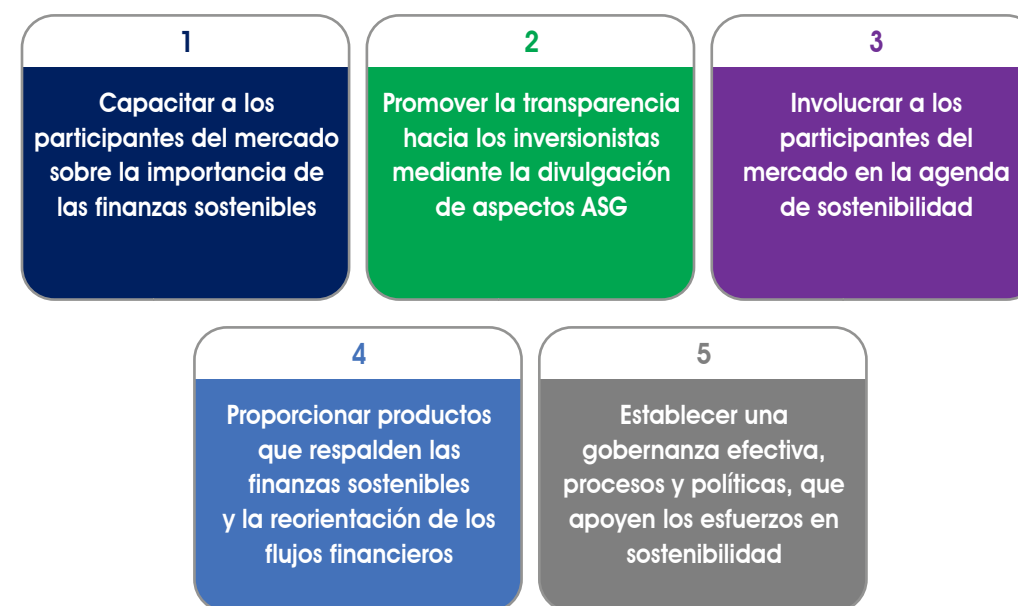 1
Capacitar a los
participantes del mercado
sobre la importancia de
las finanzas sostenibles
2
Promover la transparencia
hacia los inversionistas
mediante la divulgación
de aspectos ASG
3
Involucrar a los
participantes del
mercado en la agenda
de sostenibilidad
4
Proporcionar productos
que respalden las
finanzas sostenibles
y la reorientación de los
flujos financieros
5
Establecer una
gobernanza efectiva,
procesos y políticas, que
apoyen los esfuerzos en
sostenibilidad